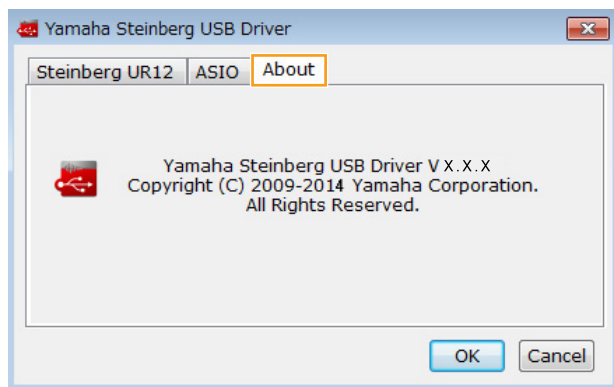 Yamaha Steinberg USB Driver
Steinberg UR12 ASIO About
Yamaha Steinberg USB Driver V X.X.X
Copyright (C) 2009-2014 Yamaha Corporation.
All Rights Reserved.
OK Cancel